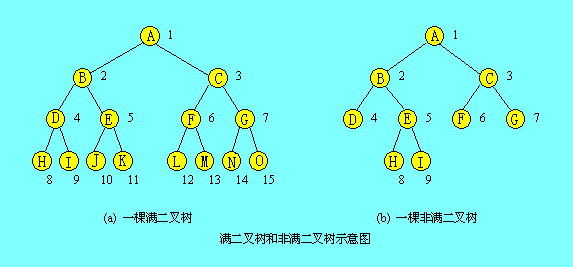 A 1 A 1
B 2 C 3 B 2 C 3
D 4 E 5 F 6 G 7 D 4 E 5 F 6 G 7
H I J K L M N O H I
8 9 10 11 12 13 14 15 8 9
(a) 一棵满二叉树 (b) 一棵非满二叉树
满二叉树和非满二叉树示意图